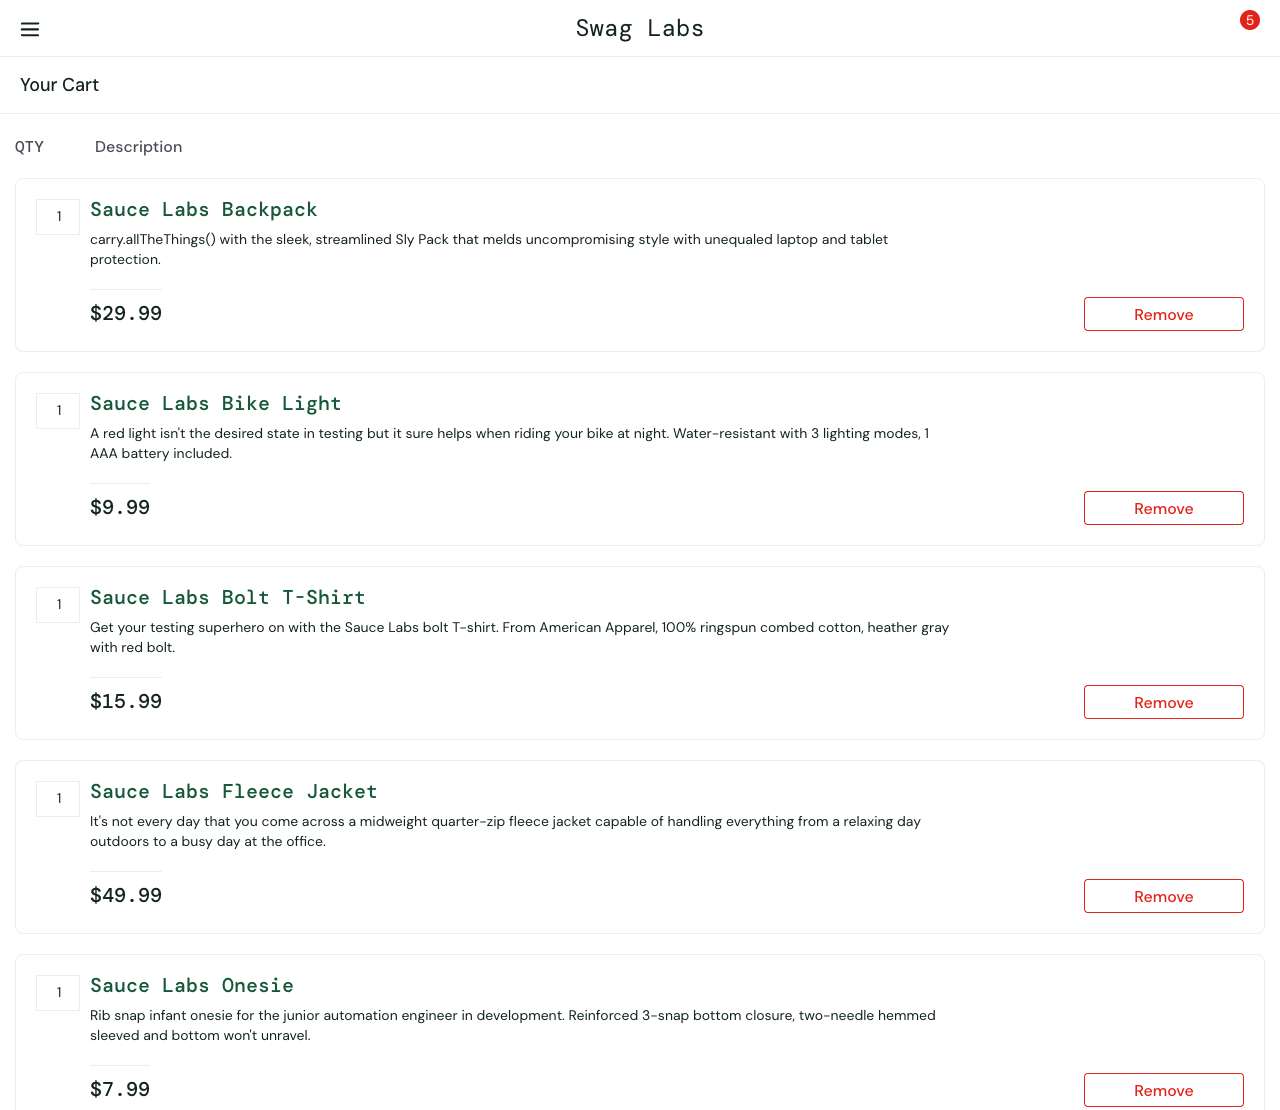 Swag Labs
5
Your Cart
QTY Description
1
Sauce Labs Backpack
carry.allTheThings() with the sleek, streamlined Sly Pack that melds uncompromising style with unequaled laptop and tablet
protection.
$29.99
Remove
1
Sauce Labs Bike Light
A red light isn't the desired state in testing but it sure helps when riding your bike at night. Water-resistant with 3 lighting modes, 1
AAA battery included.
$9.99
Remove
1
Sauce Labs Bolt T-Shirt
Get your testing superhero on with the Sauce Labs bolt T-shirt. From American Apparel, 100% ringspun combed cotton, heather gray
with red bolt.
$15.99
Remove
1
Sauce Labs Fleece Jacket
It's not every day that you come across a midweight quarter-zip fleece jacket capable of handling everything from a relaxing day
outdoors to a busy day at the office.
$49.99
Remove
1
Sauce Labs Onesie
Rib snap infant onesie for the junior automation engineer in development. Reinforced 3-snap bottom closure, two-needle hemmed
sleeved and bottom won't unravel.
$7.99
Remove